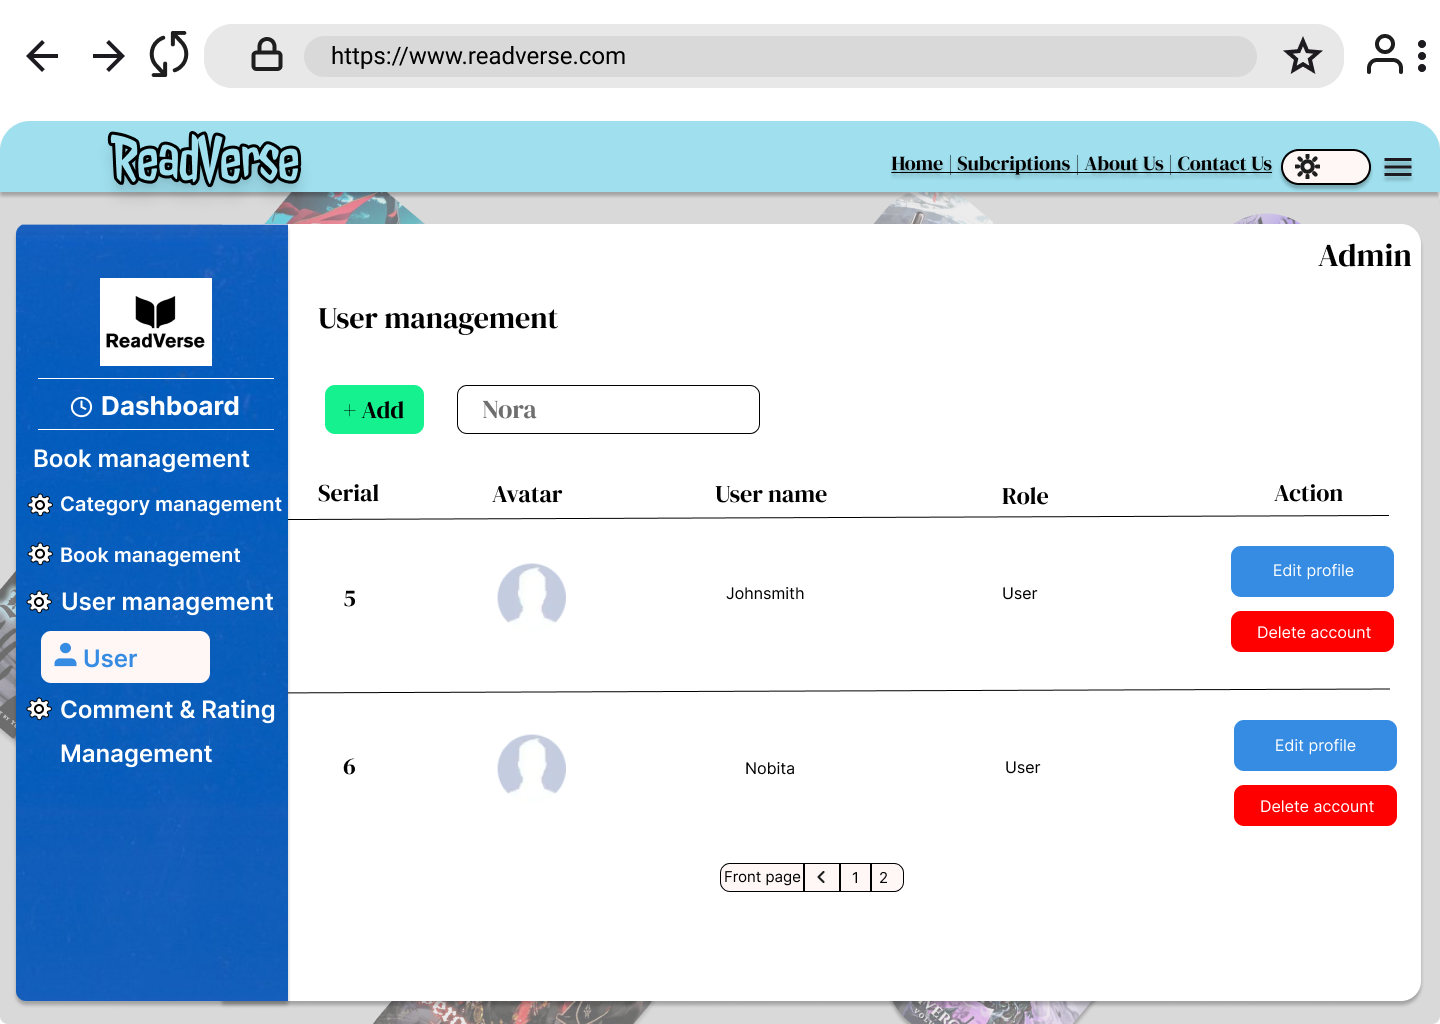 https://www.readverse.com
ReadVerse
Home | Subcriptions | About Us | Contact Us
Admin
ReadVerse
Dashboard
Book management
Category management
Book management
User management
User
Comment & Rating
Management
User management
+ Add
Nora
Serial Avatar User name Role Action
5 Johnsmith User Edit profile
Delete account
6 Nobita User Edit profile
Delete account
Front page 1 2